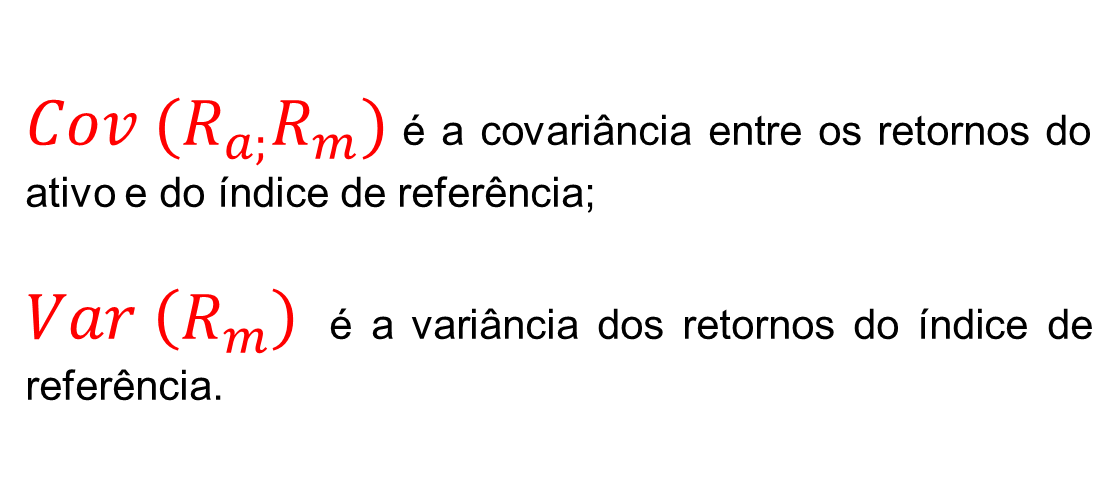 Cov (Ra;Rm) é a covariância entre os retornos do
ativo e do índice de referência;
Var (Rm) é a variância dos retornos do índice de
referência.